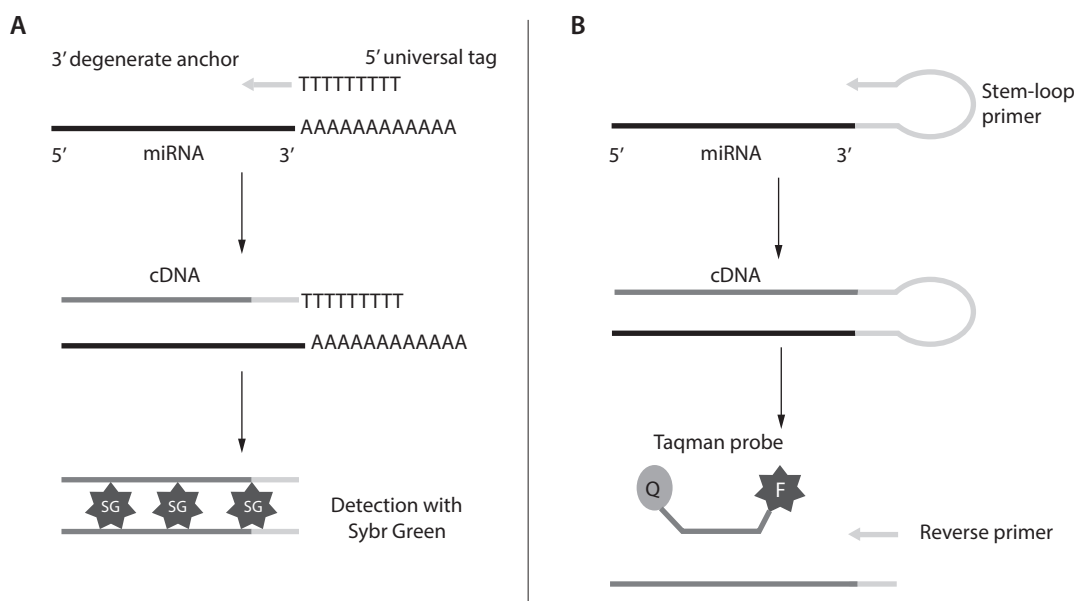 A
3’ degenerate anchor
5’ universal tag
TTTTTTTTT
AAAAAAAAAAAA
5’
miRNA
3’
cDNA
TTTTTTTTT
AAAAAAAAAAAA
SG
SG
SG
Detection with
Sybr Green
B
Stem-loop
primer
5’
miRNA
3’
cDNA
Taqman probe
Q
F
Reverse primer